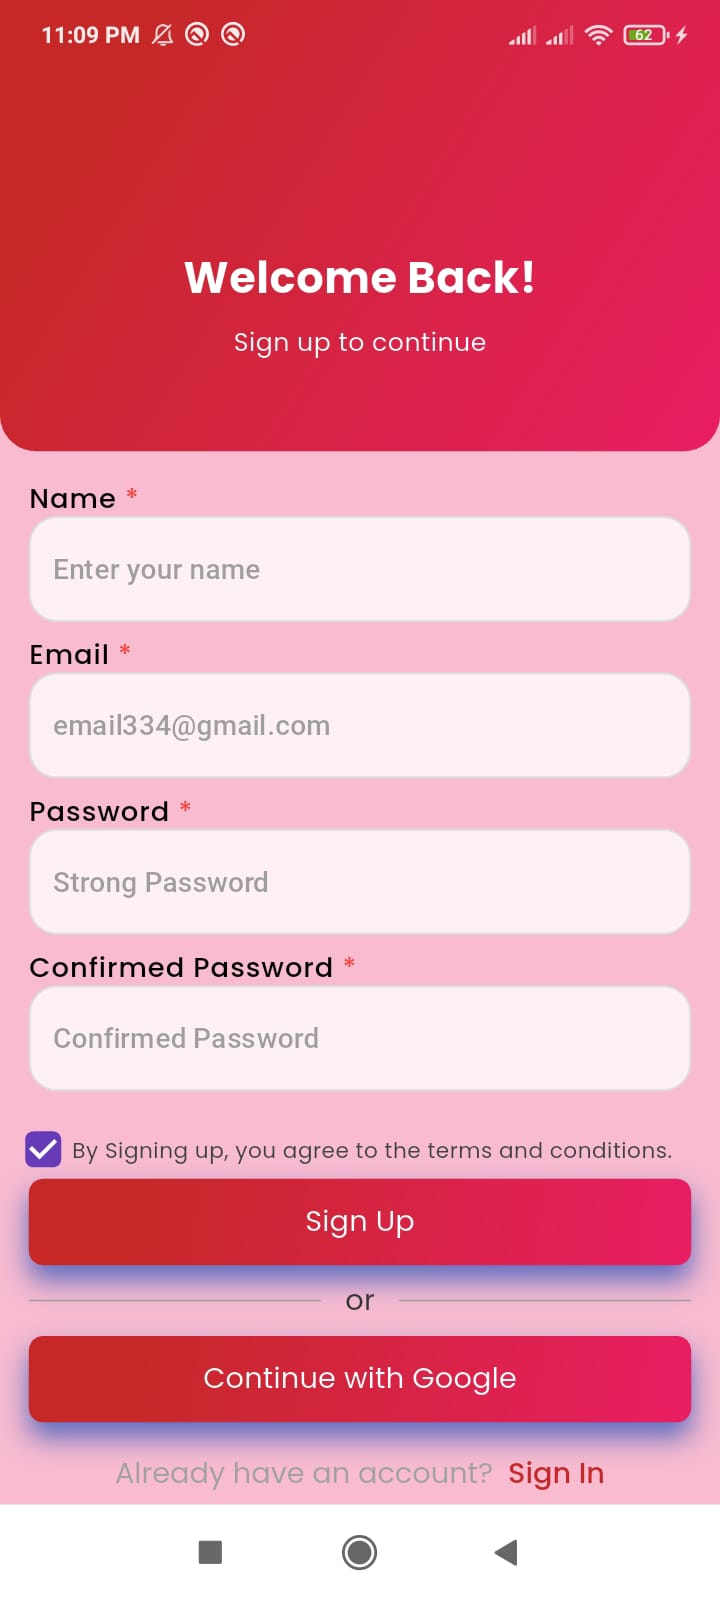 11:09 PM
62
Welcome Back!
Sign up to continue
Name *
Enter your name
Email *
email334@gmail.com
Password *
Strong Password
Confirmed Password *
Confirmed Password
By Signing up, you agree to the terms and conditions.
Sign Up
or
Continue with Google
Already have an account? Sign In